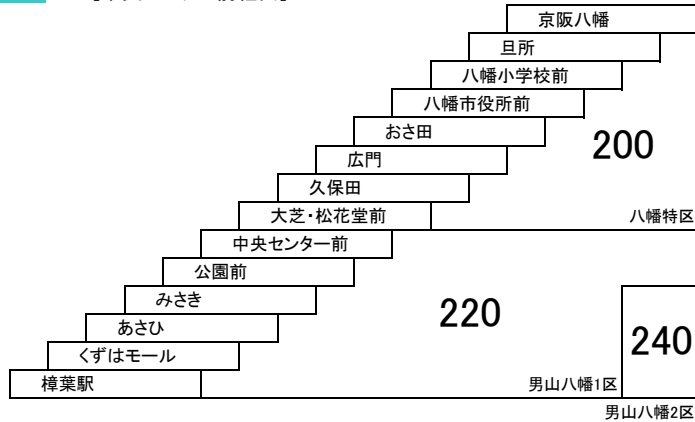 京阪八幡
旦所
八幡小学校前
八幡市役所前
おさ田
200
広門
久保田
大芝・松花堂前
八幡特区
中央センター前
公園前
みさき
220
あさひ
240
くずはモール
樟葉駅
男山八幡1区
男山八幡2区